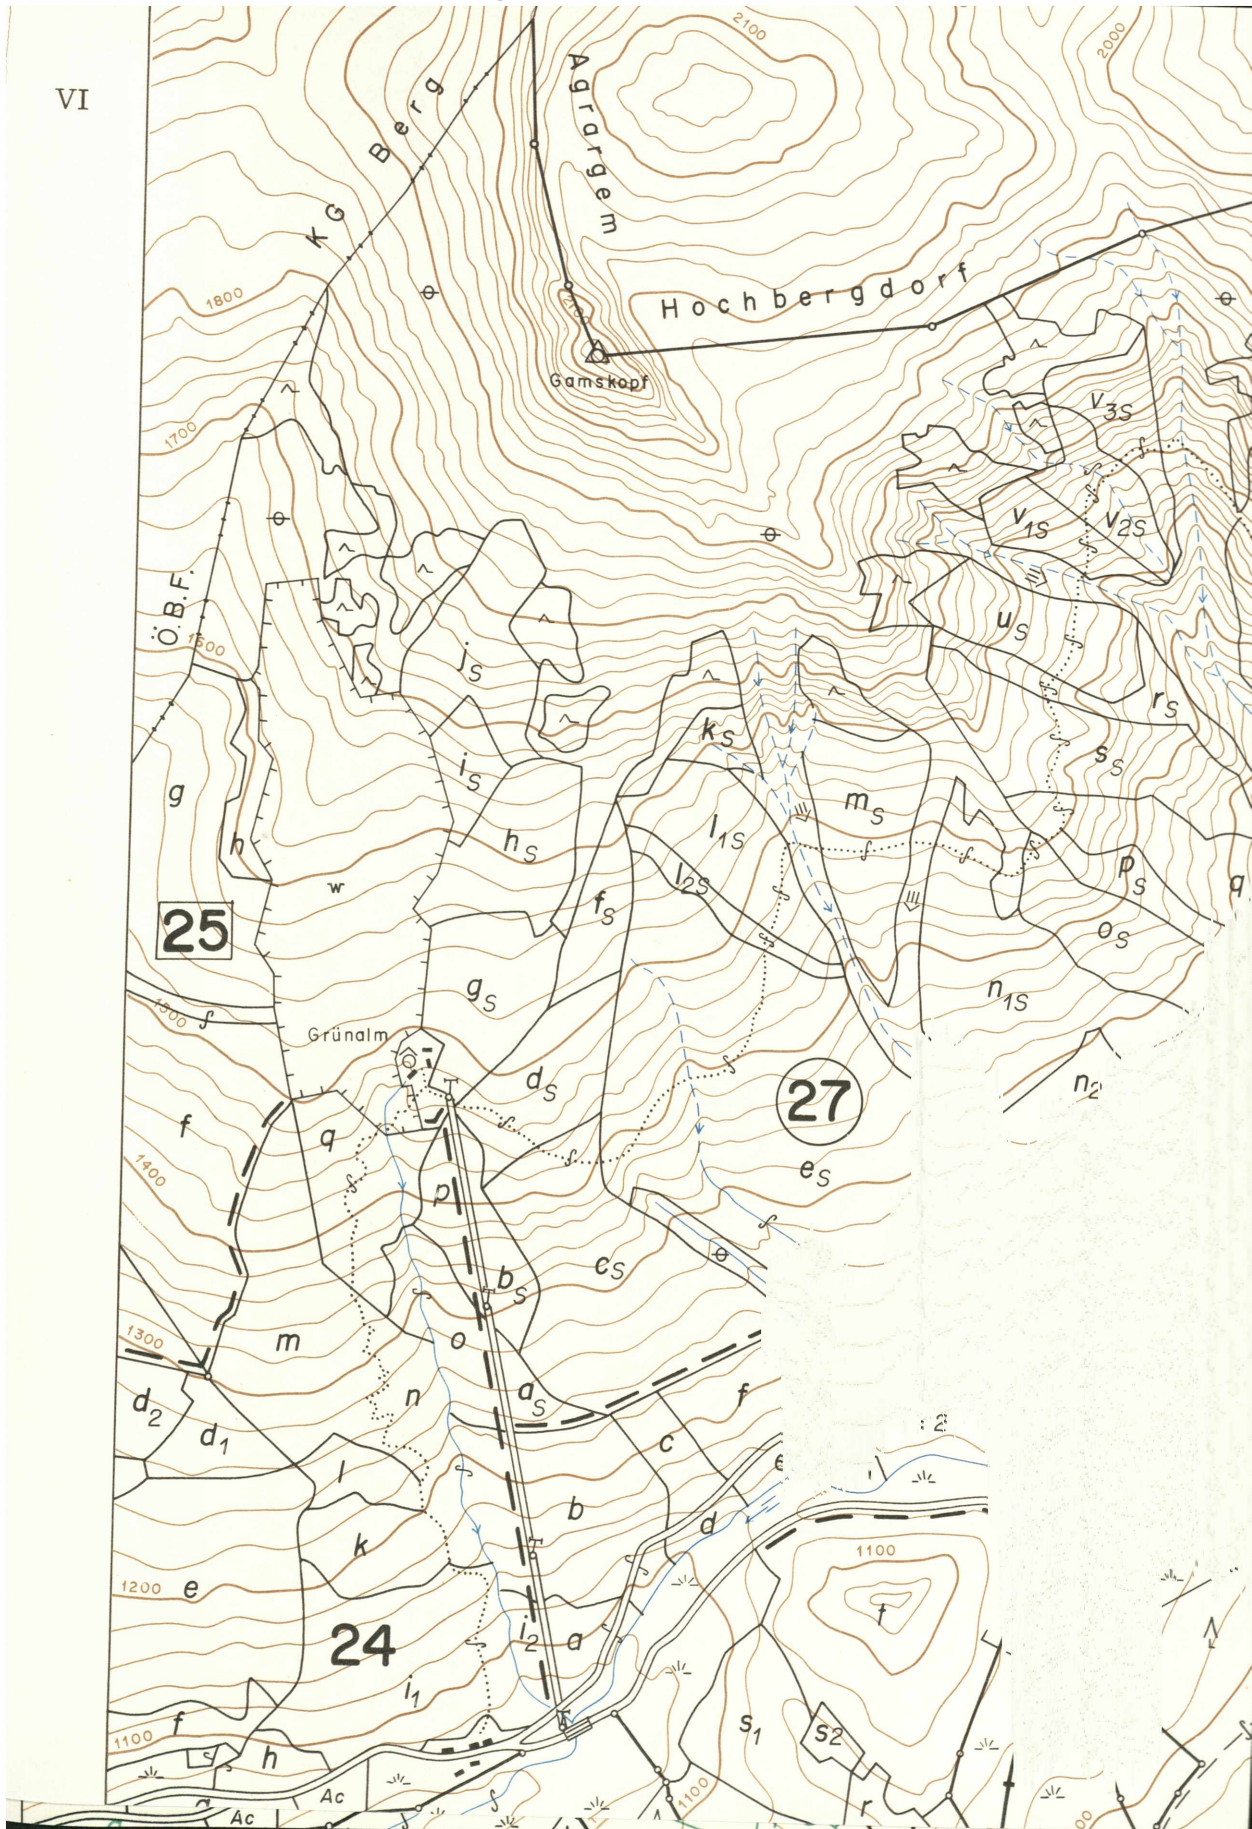 VI
2100
2000
Agrargem
KG Berg
1800
Hochbergdorf
Gamskopf
1700
v3S
v1S
v2S
Ö.B.F.
uS
jS
rS
kS
iS
sS
g
mS
h
hS
l1S
pS
w
l2S
q
25
fS
oS
gS
n1S
1500
Grünalm
dS
27
n2
f
q
1400
eS
p
cS
bS
1300
m
o
d2
n
aS
f
d1
c
l
b
d
k
1100
1200
e
t
24
i2
a
i1
f
s1
s2
1100
h
1100
Ac
r
Ac